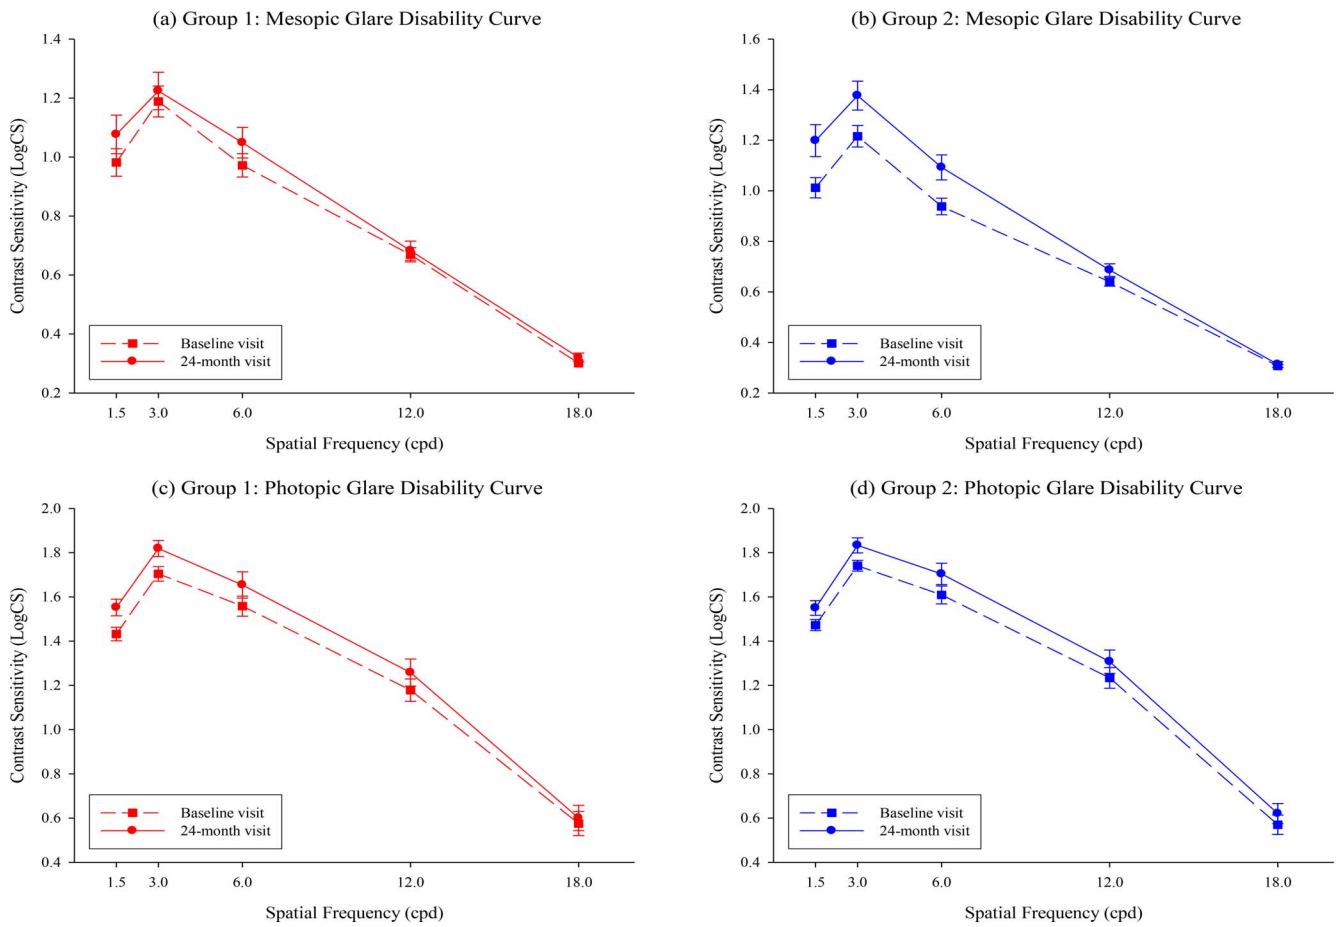 (a) Group 1: Mesopic Glare Disability Curve
1.4
1.2
1.0
0.8
0.6
0.4
0.2
Contrast Sensitivity (LogCS)
Baseline visit
24-month visit
1.5 3.0 6.0 12.0 18.0
Spatial Frequency (cpd)
(b) Group 2: Mesopic Glare Disability Curve
1.6
1.4
1.2
1.0
0.8
0.6
0.4
0.2
Contrast Sensitivity (LogCS)
Baseline visit
24-month visit
1.5 3.0 6.0 12.0 18.0
Spatial Frequency (cpd)
(c) Group 1: Photopic Glare Disability Curve
2.0
1.8
1.6
1.4
1.2
1.0
0.8
0.6
0.4
Contrast Sensitivity (LogCS)
Baseline visit
24-month visit
1.5 3.0 6.0 12.0 18.0
Spatial Frequency (cpd)
(d) Group 2: Photopic Glare Disability Curve
2.0
1.8
1.6
1.4
1.2
1.0
0.8
0.6
0.4
Contrast Sensitivity (LogCS)
Baseline visit
24-month visit
1.5 3.0 6.0 12.0 18.0
Spatial Frequency (cpd)